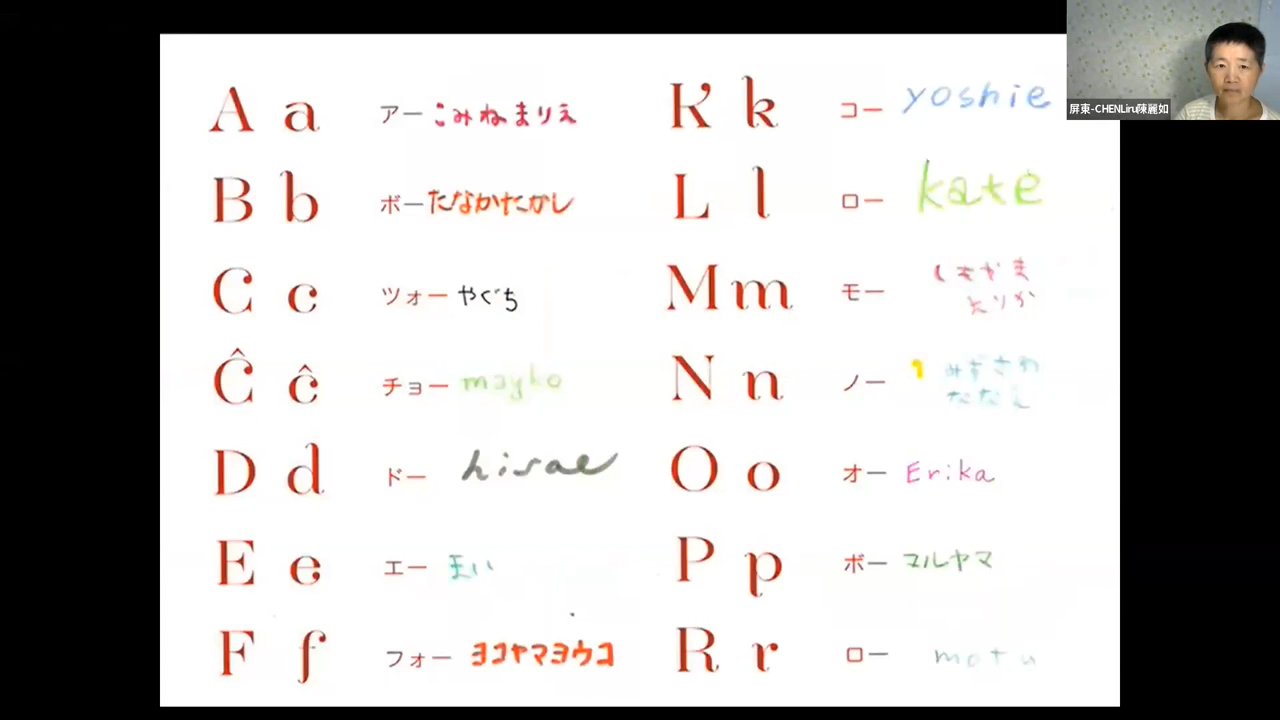 A a アー こみねまりえ
B b ボー たなかたかし
C c ツォー やぐち
Ĉ ĉ チョー mayko
D d ドー hisae
E e エー
F f フォー ヨコヤマヨウコ
K k コー yoshie
L l ロー kate
M m モー
N n ノー
O o オー Erika
P p ポー マルヤマ
R r ロー motu
屏東-CHENLiru陳麗如